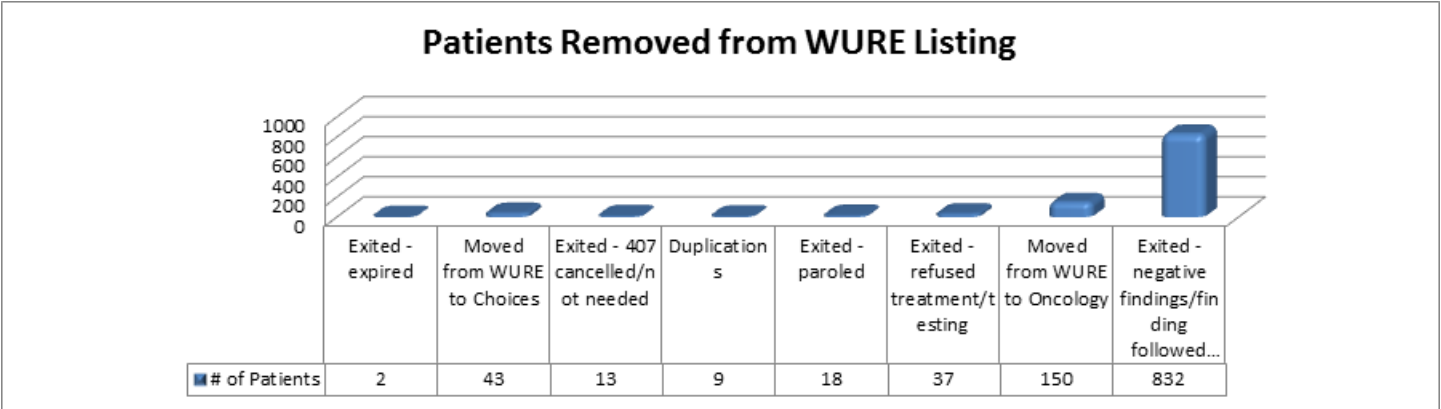 Patients Removed from WURE Listing
1000
800
600
400
200
0
Exited -
expired
Moved
from WURE
to Choices
Exited - 407
cancelled/n
ot needed
Duplication
s
Exited -
paroled
Exited -
refused
treatment/t
esting
Moved
from WURE
to Oncology
Exited -
negative
findings/fin
ding
followed...
# of Patients 2 43 13 9 18 37 150 832